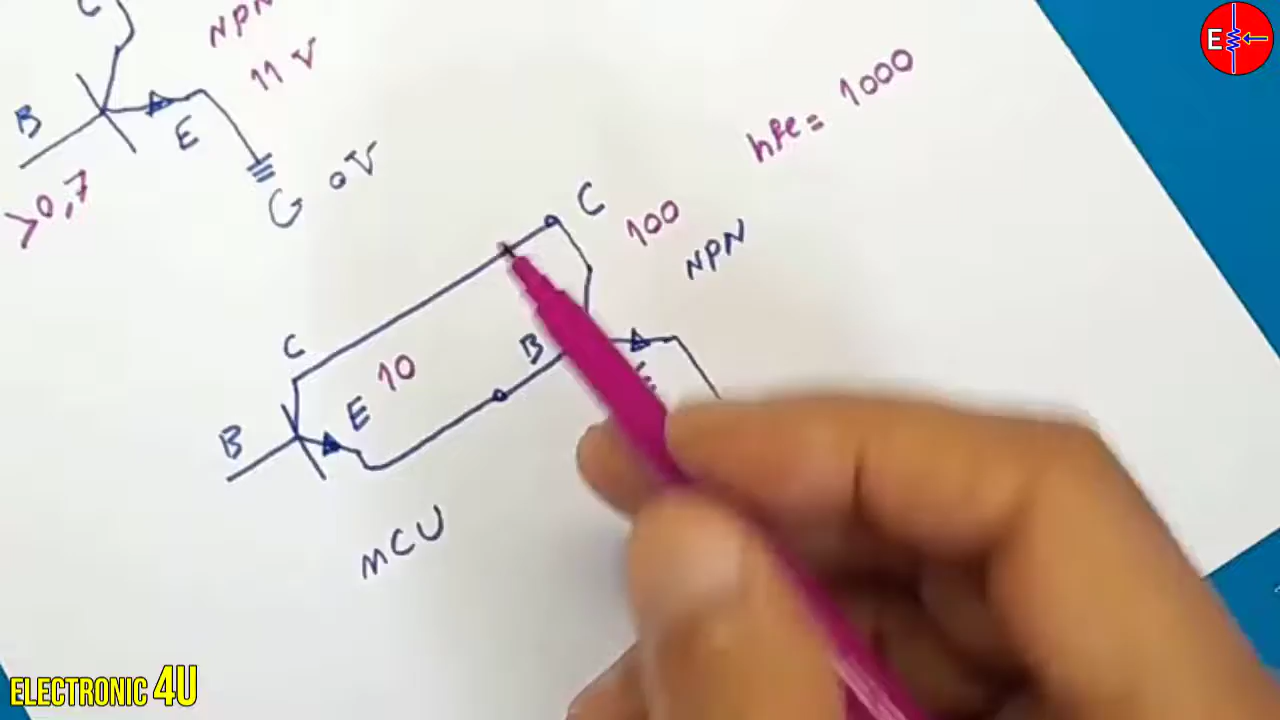 C
NPN
11 V
B
E
>0,7
G 0V
hfe = 1000
C
100
NPN
C
10
B
E
B
E
MCU
E
ELECTRONIC 4U